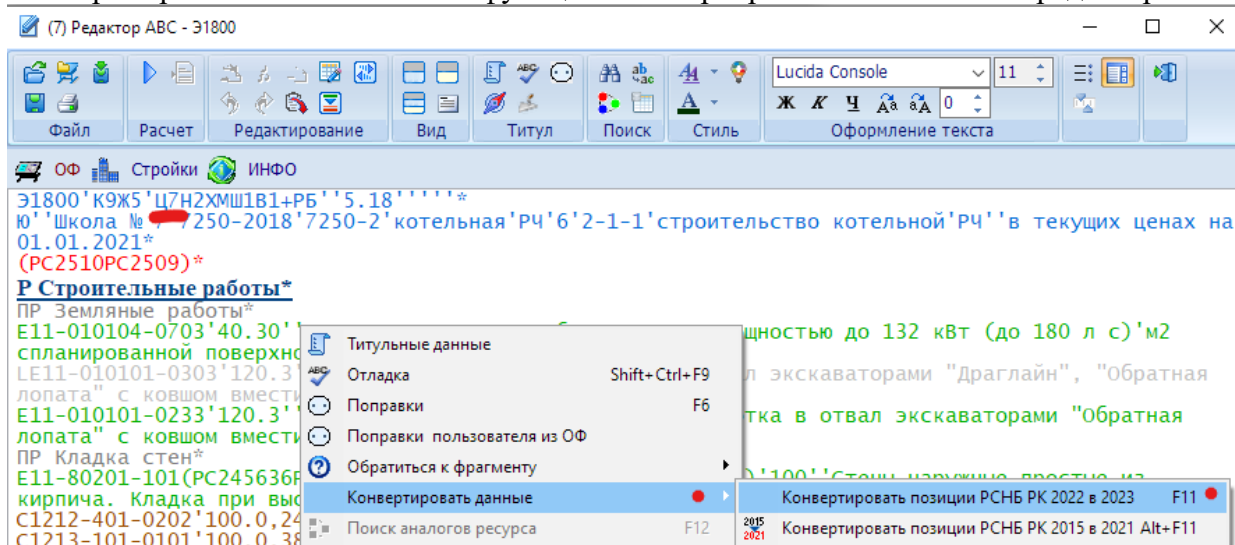 (7) Редактор АВС - Э1800
Lucida Console 11
Ж К Ч 0
Файл Расчет Редактирование Вид Титул Поиск Стиль Оформление текста
ОФ Стройки ИНФО
Э1800'К9Ж5'Ц7Н2ХМШ1В1+РБ''5.18'''''*
Ю''Школа № 7250-2018'7250-2'котельная'РЧ'6'2-1-1'строительство котельной'РЧ''в текущих ценах на
01.01.2021*
(РС2510РС2509)*
Р Строительные работы*
ПР Земляные работы*
Е11-010104-0703'40.30'' щностью до 132 кВт (до 180 л с)'м2
спланированной
LЕ11-010101-0303'120.3' экскаваторами "Драглайн", "Обратная
лопата" с ковшом
Е11-010101-0233'120.3'' в отвал экскаваторами "Обратная
лопата" с ковшом
ПР Кладка стен*
Е11-80201-101(РС245636 '100''Стены наружные простые из
кирпича. Кладка при
С1212-401-0202'100.0,24
С1213-101-0101'100.0,38
Титульные данные
Отладка Shift+Ctrl+F9
Поправки F6
Поправки пользователя из ОФ
Обратиться к фрагменту
Конвертировать данные
Поиск аналогов ресурса F12
Конвертировать позиции РСНБ РК 2022 в 2023 F11
2015
2021 Конвертировать позиции РСНБ РК 2015 в 2021 Alt+F11